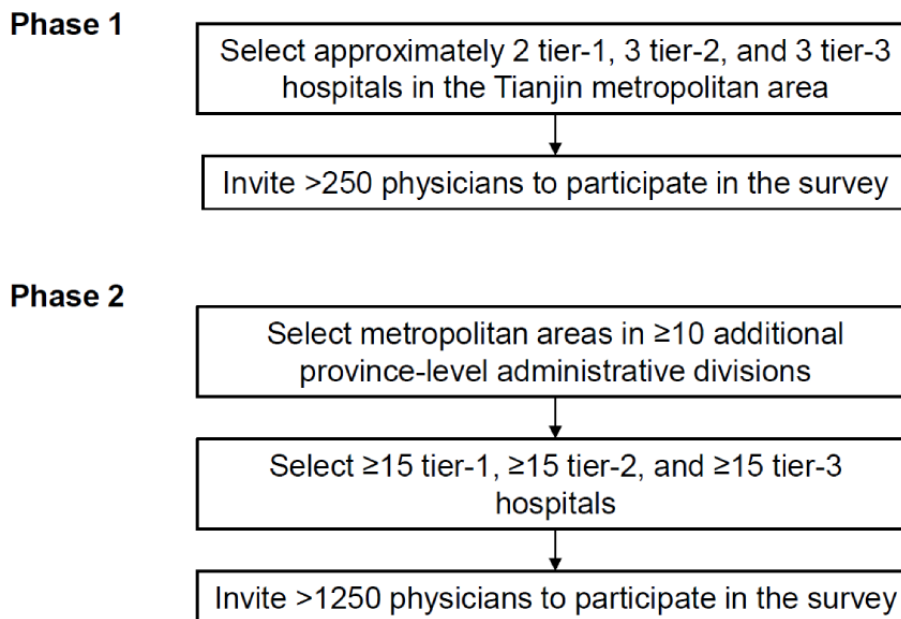 Phase 1
Select approximately 2 tier-1, 3 tier-2, and 3 tier-3
hospitals in the Tianjin metropolitan area
Invite >250 physicians to participate in the survey
Phase 2
Select metropolitan areas in ≥10 additional
province-level administrative divisions
Select ≥15 tier-1, ≥15 tier-2, and ≥15 tier-3
hospitals
Invite >1250 physicians to participate in the survey